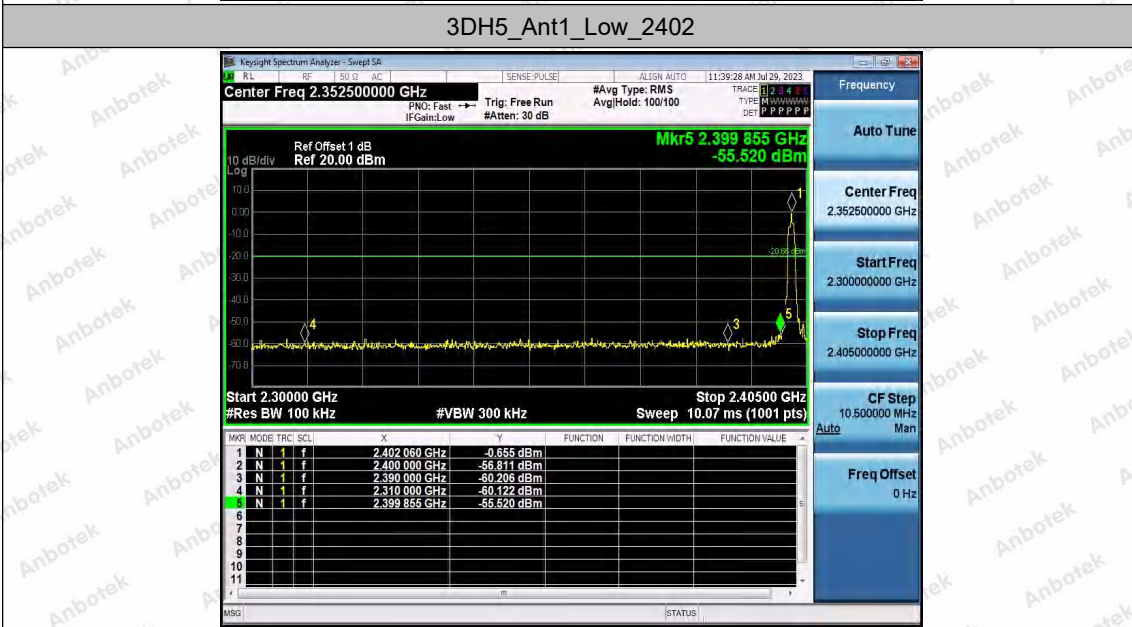 3DH5_Ant1_Low_2402
Keysight Spectrum Analyzer - Swept SA
RL RF 50 Ω AC SENSE:PULSE ALIGN AUTO 11:39:28 AM Jul 29, 2023
Center Freq 2.352500000 GHz
PNO: Fast
IFGain:Low
Trig: Free Run
#Atten: 30 dB
#Avg Type: RMS
Avg|Hold: 100/100
TRACE 1 2 3 4 5 6
TYPE M W W W W W
DET P P P P P P
Ref Offset 1 dB
10 dB/div Ref 20.00 dBm
Log
Mkr5 2.399 855 GHz
-55.520 dBm
10.0
0.00
-10.0
-20.0
-30.0
-40.0
-50.0
-60.0
-70.0
1
-20.66 dBm
4
3
5
Start 2.30000 GHz Stop 2.40500 GHz
#Res BW 100 kHz #VBW 300 kHz Sweep 10.07 ms (1001 pts)
MKR MODE TRC SCL X Y FUNCTION FUNCTION WIDTH FUNCTION VALUE
1 N 1 f 2.402 060 GHz -0.655 dBm
2 N 1 f 2.400 000 GHz -56.811 dBm
3 N 1 f 2.390 000 GHz -60.206 dBm
4 N 1 f 2.310 000 GHz -60.122 dBm
5 N 1 f 2.399 855 GHz -55.520 dBm
6
7
8
9
10
11
MSG STATUS
Frequency
Auto Tune
Center Freq
2.352500000 GHz
Start Freq
2.300000000 GHz
Stop Freq
2.405000000 GHz
CF Step
10.500000 MHz
Auto Man
Freq Offset
0 Hz
Anbotek